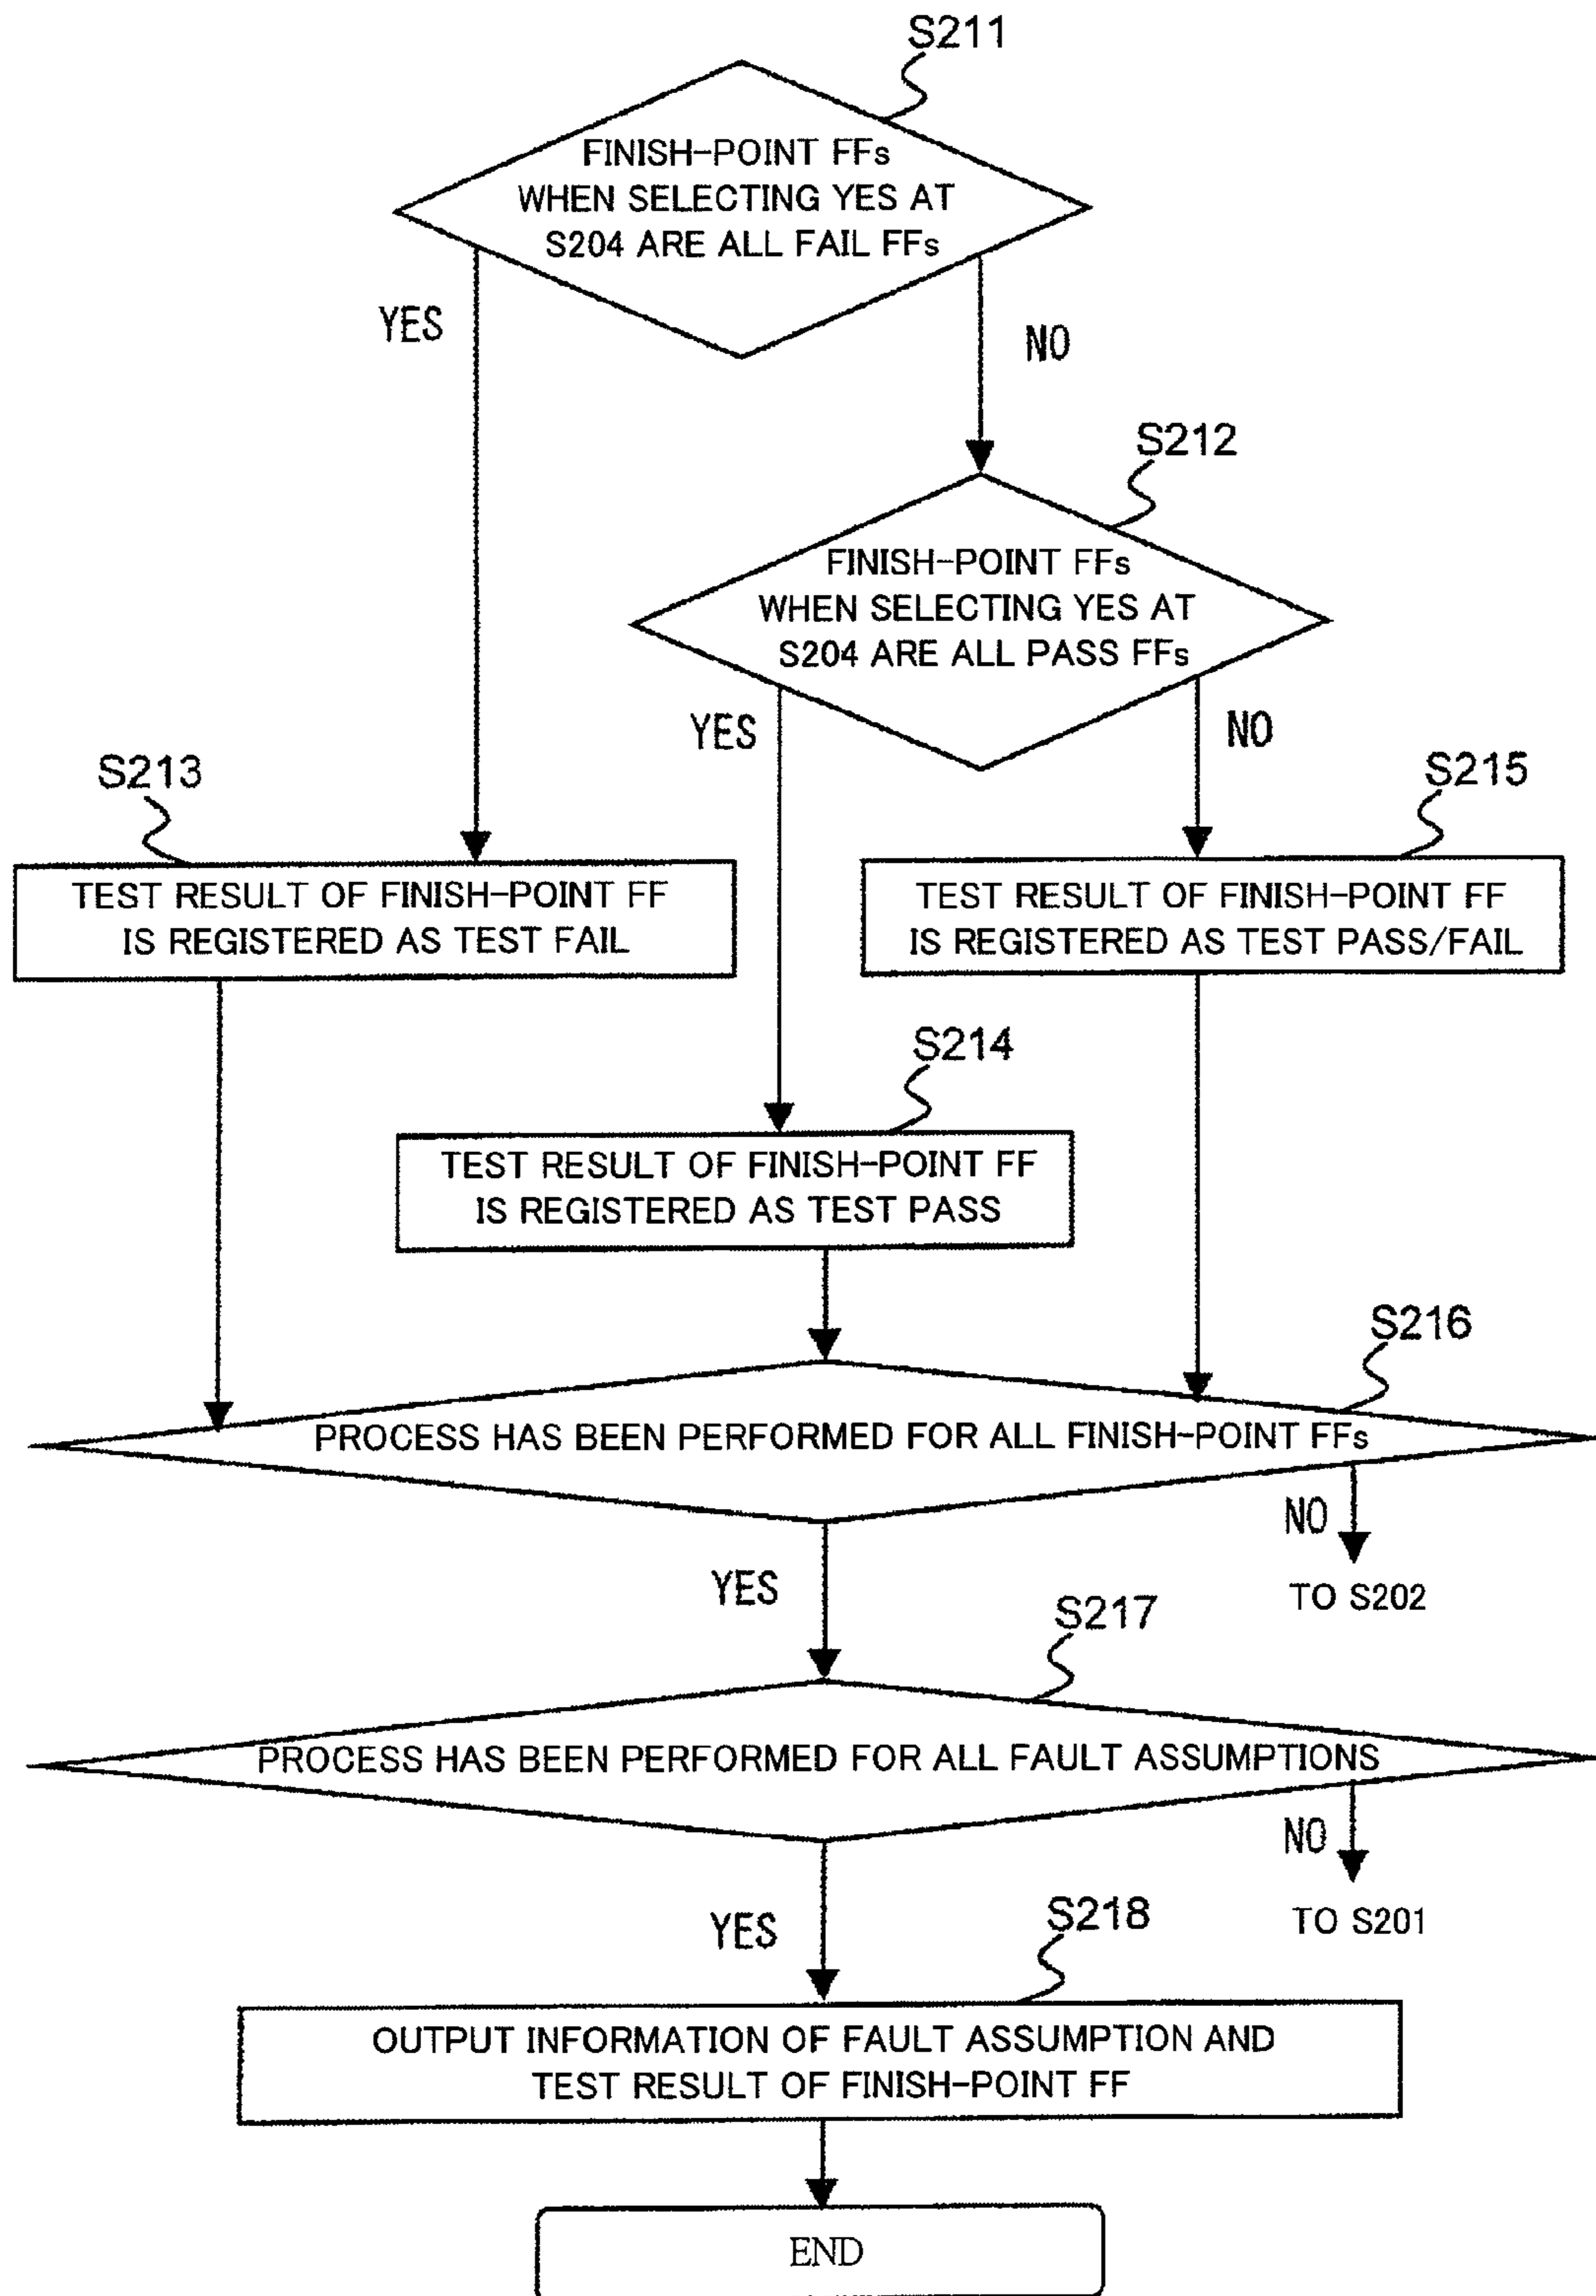 S211
FINISH-POINT FFs
WHEN SELECTING YES AT
S204 ARE ALL FAIL FFs
YES
NO
S212
FINISH-POINT FFs
WHEN SELECTING YES AT
S204 ARE ALL PASS FFs
YES
NO
S213
S215
TEST RESULT OF FINISH-POINT FF
IS REGISTERED AS TEST FAIL
TEST RESULT OF FINISH-POINT FF
IS REGISTERED AS TEST PASS/FAIL
S214
TEST RESULT OF FINISH-POINT FF
IS REGISTERED AS TEST PASS
S216
PROCESS HAS BEEN PERFORMED FOR ALL FINISH-POINT FFs
NO
YES
TO S202
S217
PROCESS HAS BEEN PERFORMED FOR ALL FAULT ASSUMPTIONS
NO
YES
TO S201
S218
OUTPUT INFORMATION OF FAULT ASSUMPTION AND
TEST RESULT OF FINISH-POINT FF
END